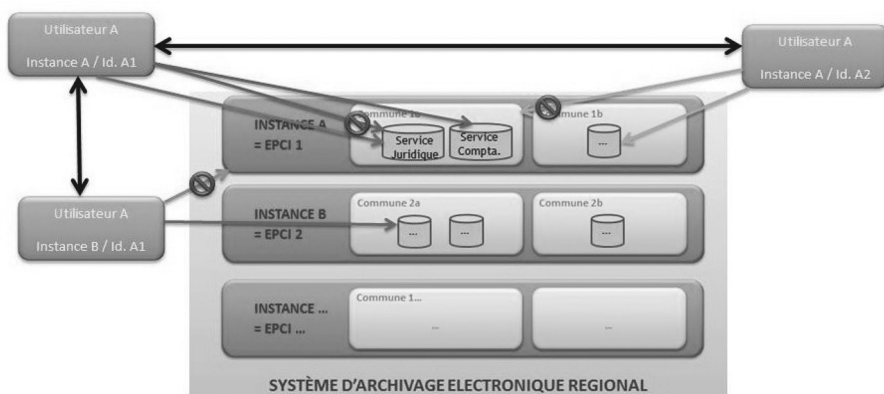 Utilisateur A
Instance A / Id. A1
Utilisateur A
Instance A / Id. A2
INSTANCE A
= EPCI 1
Commune 1a
Service
Juridique
Service
Compta.
Commune 1b
...
Utilisateur A
Instance B / Id. A1
INSTANCE B
= EPCI 2
Commune 2a
...
...
Commune 2b
...
INSTANCE ...
= EPCI ...
Commune 1...
...
...
SYSTÈME D'ARCHIVAGE ELECTRONIQUE REGIONAL